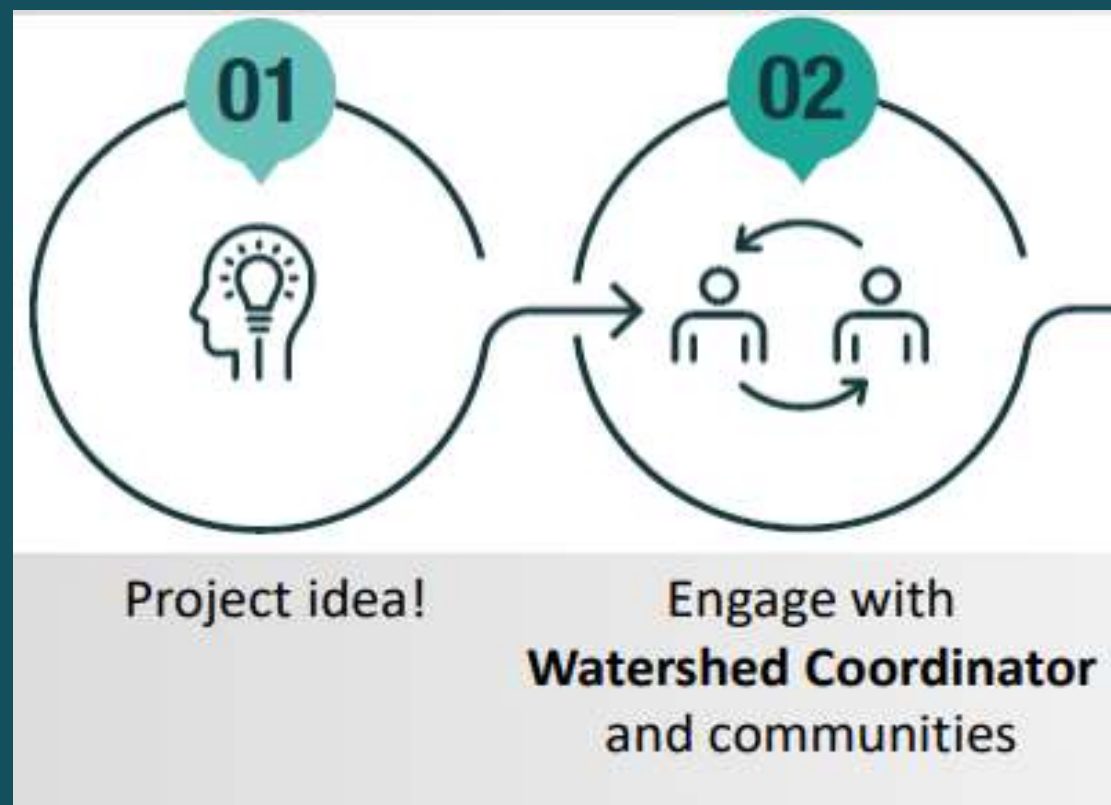 01
02
Project idea!
Engage with
Watershed Coordinator
and communities